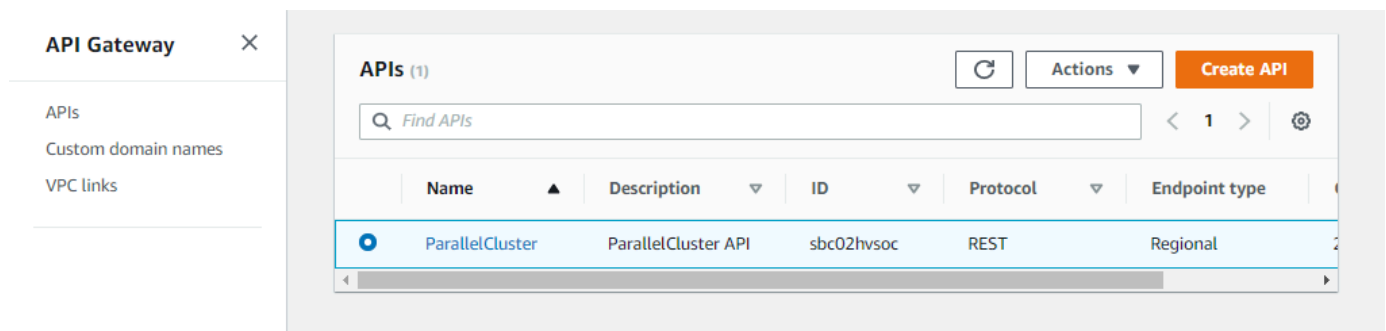 API Gateway
APIs
Custom domain names
VPC links
APIs (1)
Actions
Create API
Find APIs
1
Name Description ID Protocol Endpoint type
ParallelCluster ParallelCluster API sbc02hvsoc REST Regional